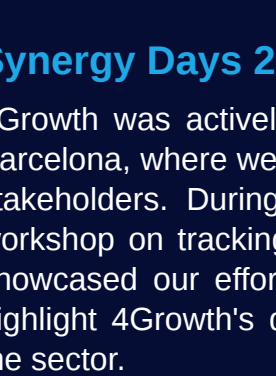 Synergy Days 2
Growth was activel
arcelona, where we
takeholders. During
workshop on tracking
howcased our effor
ighlight 4Growth's
he sector.